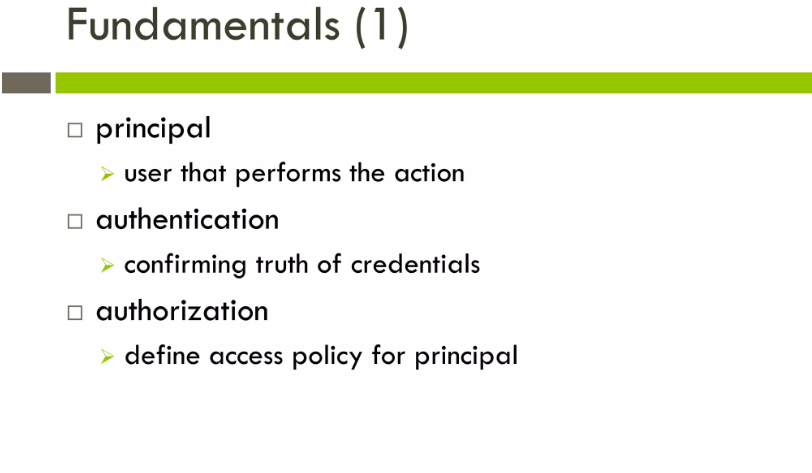 Fundamentals (1)
principal
user that performs the action
authentication
confirming truth of credentials
authorization
define access policy for principal